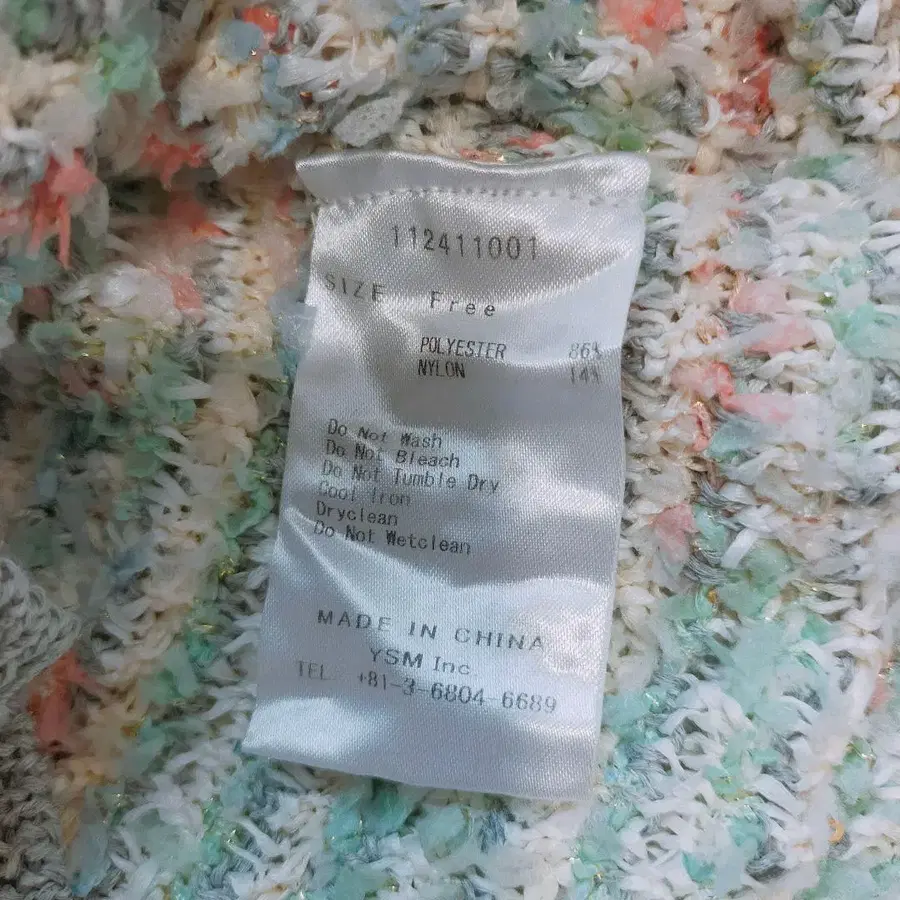 112411001
SIZE Free
POLYESTER 86%
NYLON 14%
Do Not Wash
Do Not Bleach
Do Not Tumble Dry
Cool Iron
Dryclean
Do Not Wetclean
MADE IN CHINA
YSM Inc
TEL +81-3-6804-6689